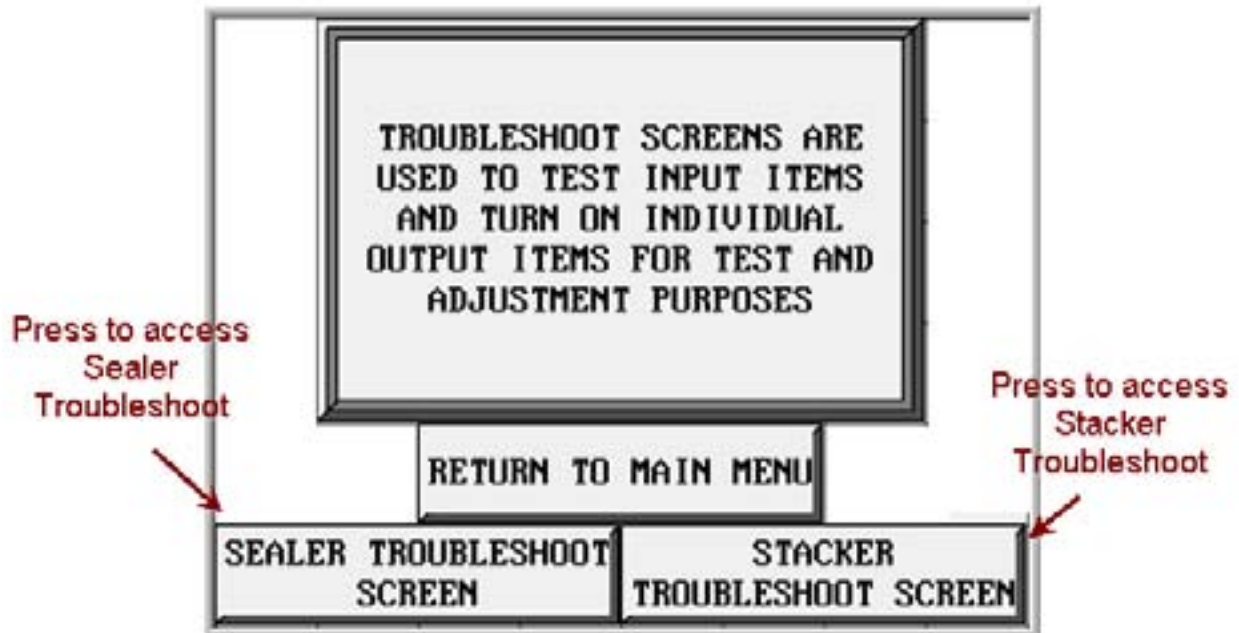 TROUBLESHOOT SCREENS ARE
USED TO TEST INPUT ITEMS
AND TURN ON INDIVIDUAL
OUTPUT ITEMS FOR TEST AND
ADJUSTMENT PURPOSES
Press to access
Sealer
Troubleshoot
Press to access
Stacker
Troubleshoot
RETURN TO MAIN MENU
SEALER TROUBLESHOOT
SCREEN
STACKER
TROUBLESHOOT SCREEN